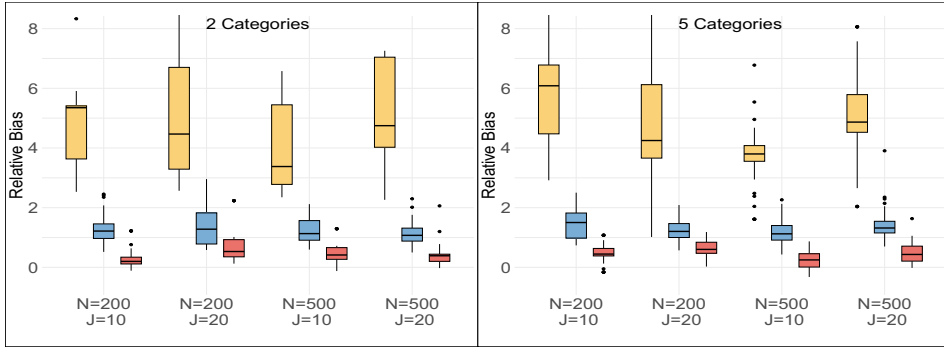 2 Categories
Relative Bias
8
6
4
2
0
N=200 N=200 N=500 N=500
J=10 J=20 J=10 J=20
5 Categories
Relative Bias
8
6
4
2
0
N=200 N=200 N=500 N=500
J=10 J=20 J=10 J=20